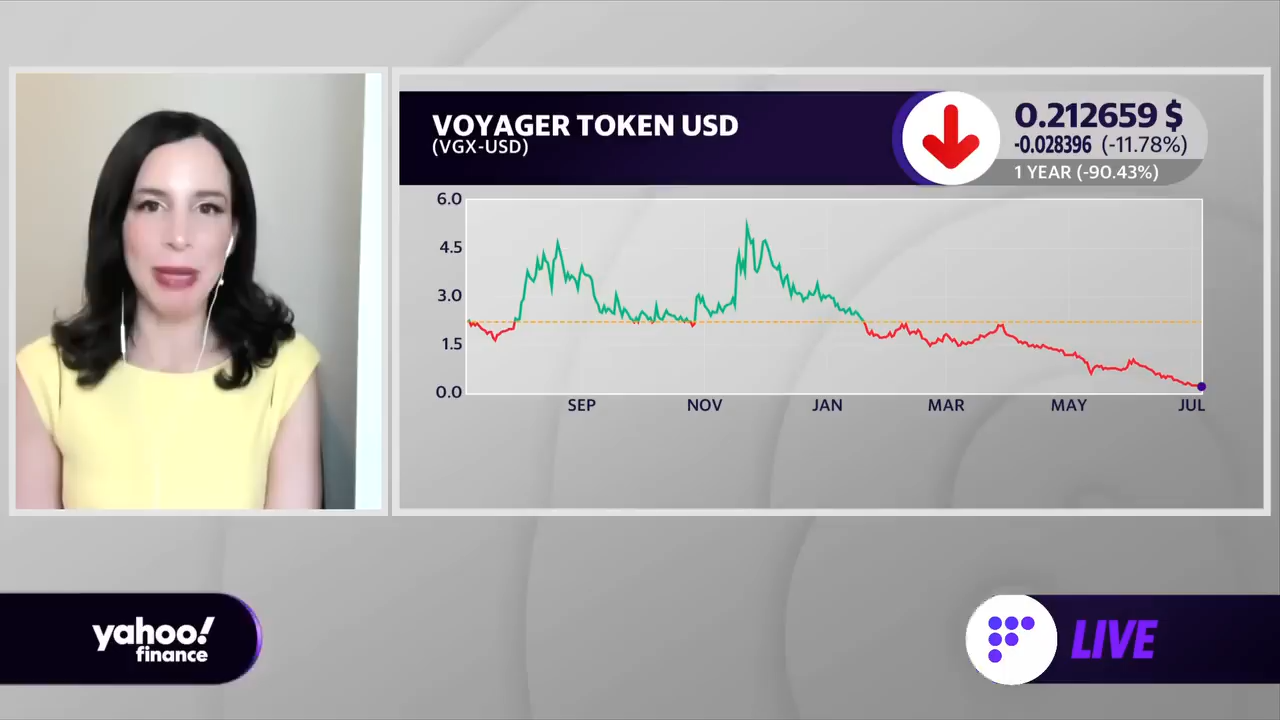 VOYAGER TOKEN USD
(VGX-USD)
0.212659 $
-0.028396 (-11.78%)
1 YEAR (-90.43%)
6.0
4.5
3.0
1.5
0.0
SEP NOV JAN MAR MAY JUL
yahoo!
finance
LIVE